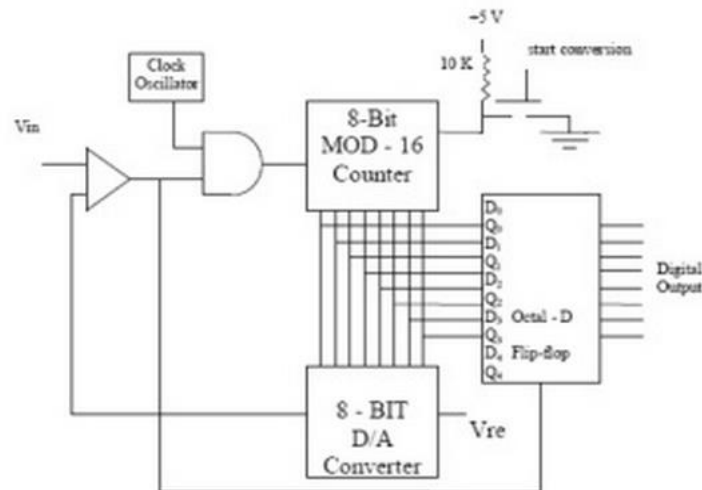 +5 V
start conversion
10 K
Clock
Oscillator
Vin
8-Bit
MOD - 16
Counter
D₀
Q₀
D₁
Q₁
D₂
Q₂
D₃
Q₃
D₄
Q₄
Octal - D
Flip-flop
Digital
Output
8 - BIT
D/A
Converter
Vre